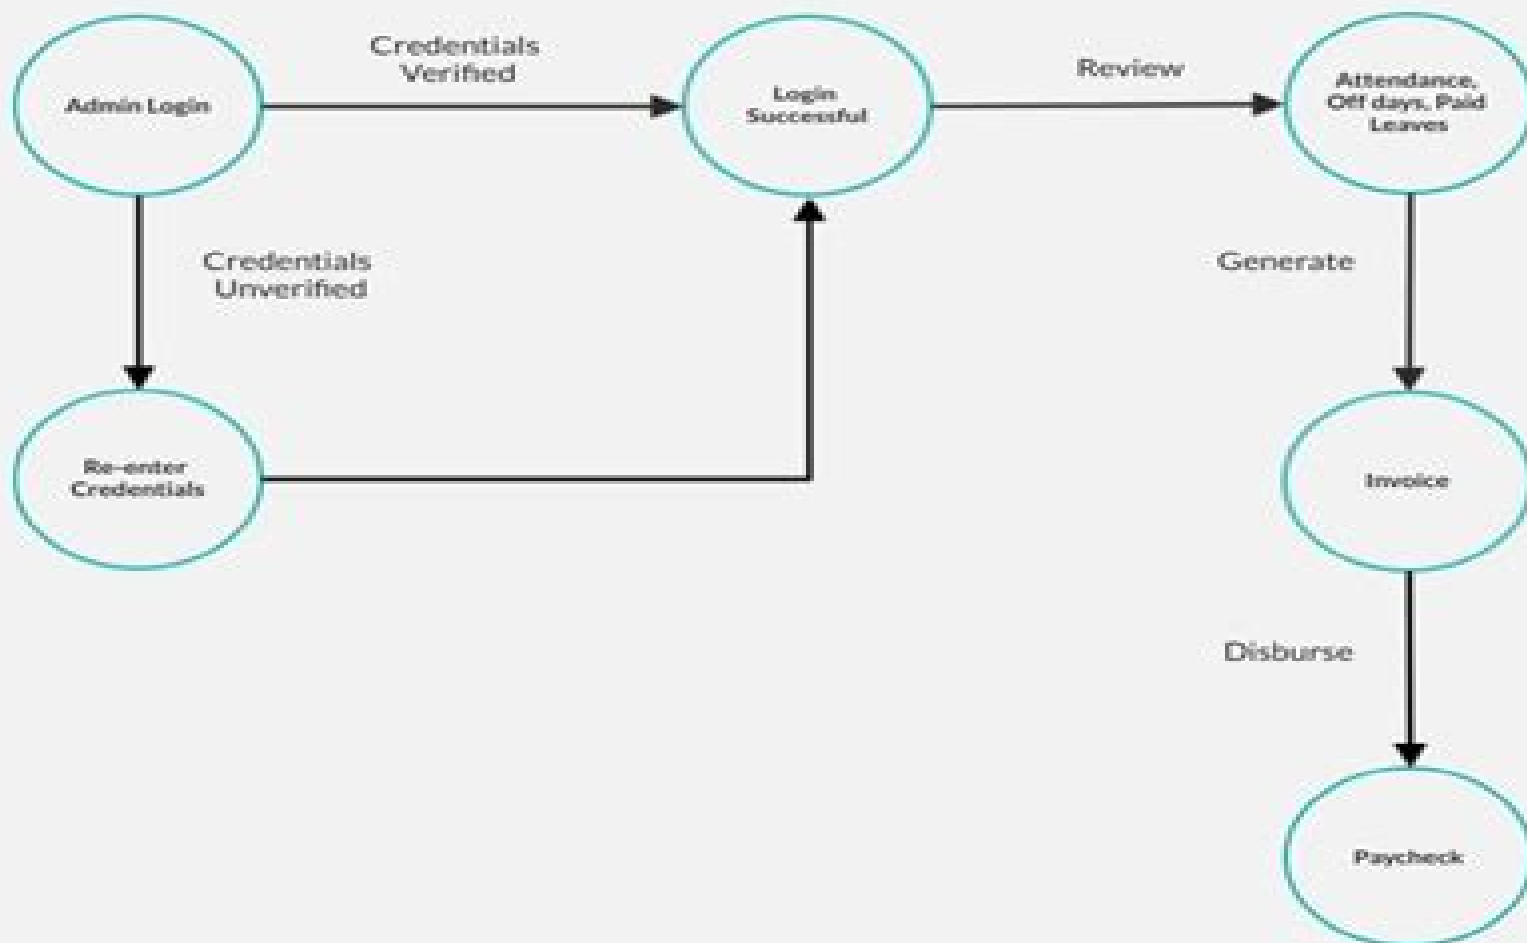 Admin Login
Credentials
Verified
Login
Successful
Review
Attendance,
Off days, Paid
Leaves
Credentials
Unverified
Generate
Re-enter
Credentials
Invoice
Disburse
Paycheck